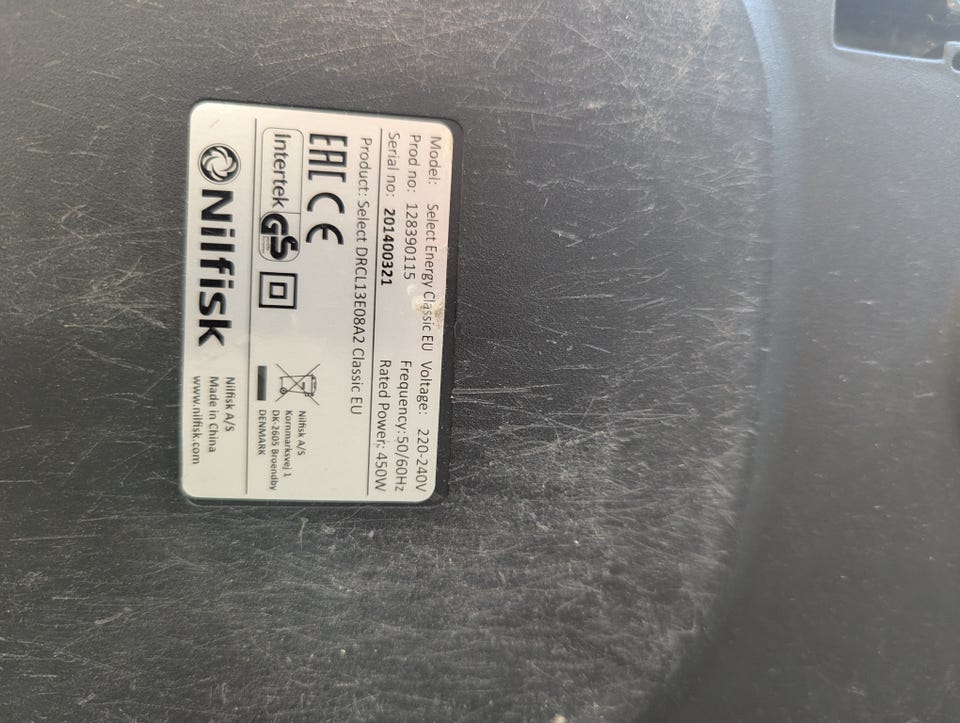 Model: Select Energy Classic EU Voltage: 220-240V
Prod no: 128390115 Frequency: 50/60Hz
Serial no: 201400321 Rated Power: 450W
Product: Select DRCL13E08A2 Classic EU
EAC CE
Intertek GS
Nilfisk A/S
Kornmarksvej 1
DK-2605 Broendby
DENMARK
Nilfisk
Nilfisk A/S
Made in China
www.nilfisk.com